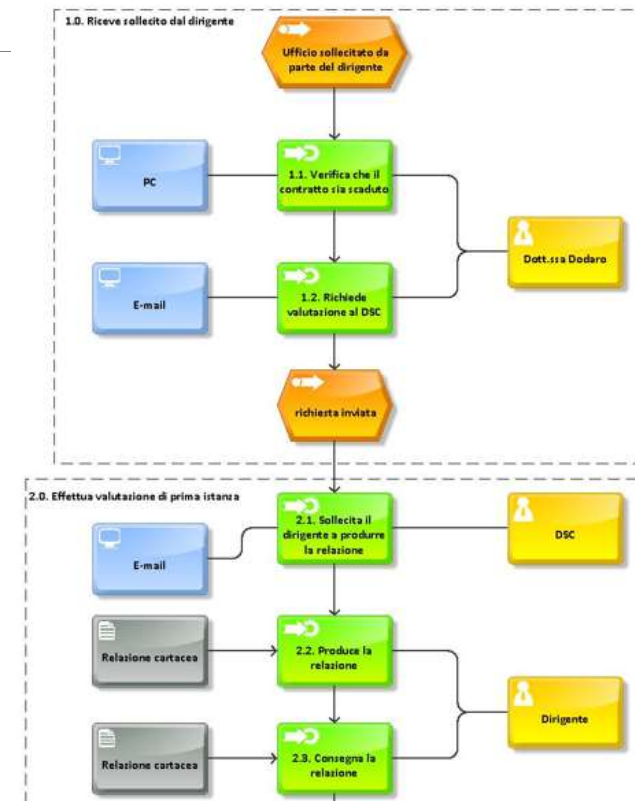 1.0. Riceve sollecito dal dirigente
Ufficio sollecitato da
parte del dirigente
PC
1.1. Verifica che il
contratto sia scaduto
Dott.ssa Dodaro
E-mail
1.2. Richiede
valutazione al DSC
richiesta inviata
2.0. Effettua valutazione di prima istanza
2.1. Sollecita il
dirigente a produrre
la relazione
DSC
E-mail
Relazione cartacea
2.2. Produce la
relazione
Dirigente
Relazione cartacea
2.3. Consegna la
relazione